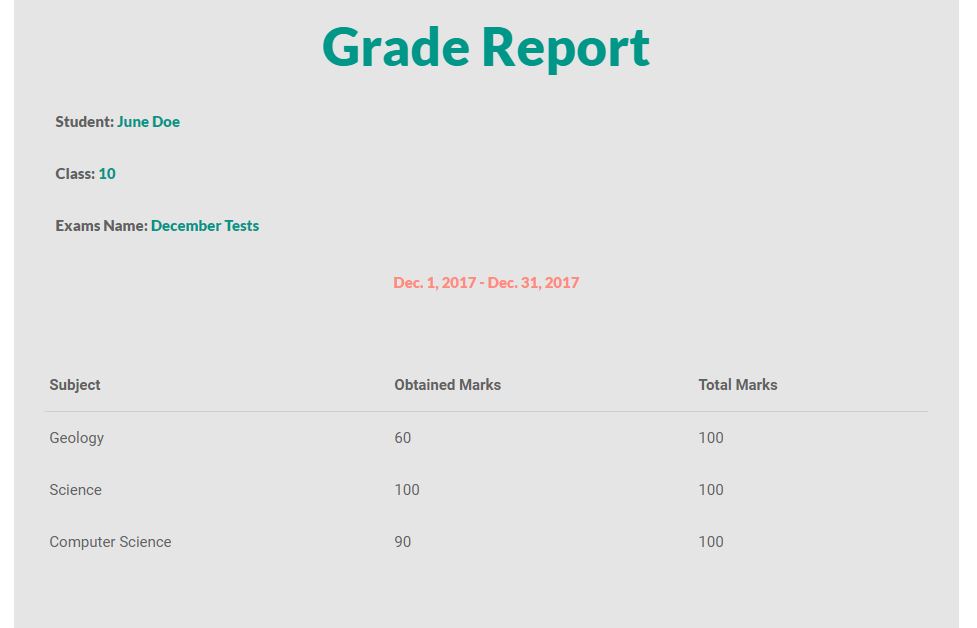 Grade Report
Student: June Doe
Class: 10
Exams Name: December Tests
Dec. 1, 2017 - Dec. 31, 2017
Subject Obtained Marks Total Marks
Geology 60 100
Science 100 100
Computer Science 90 100